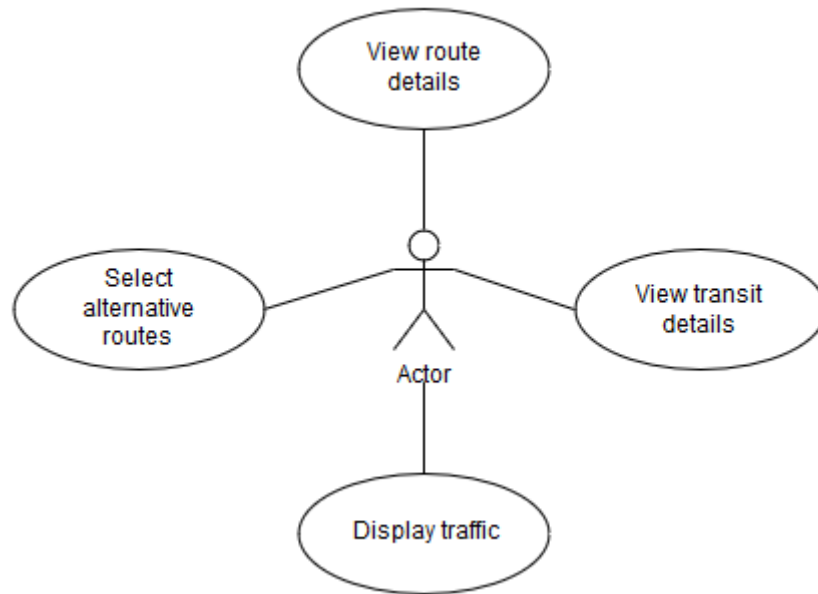 View route
details
Select
alternative
routes
View transit
details
Actor
Display traffic